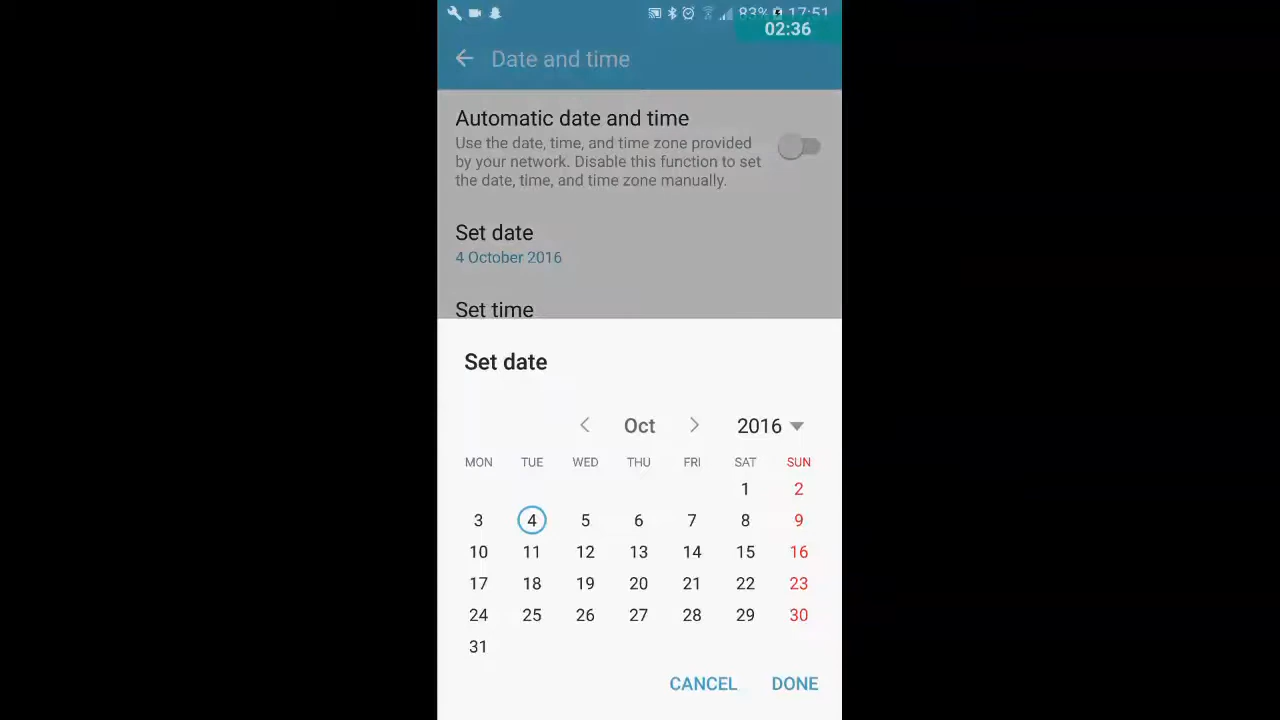 83% 17:51
02:36
Date and time
Automatic date and time
Use the date, time, and time zone provided
by your network. Disable this function to set
the date, time, and time zone manually.
Set date
4 October 2016
Set time
Set date
Oct 2016
MON TUE WED THU FRI SAT SUN
1 2
3 4 5 6 7 8 9
10 11 12 13 14 15 16
17 18 19 20 21 22 23
24 25 26 27 28 29 30
31
CANCEL DONE